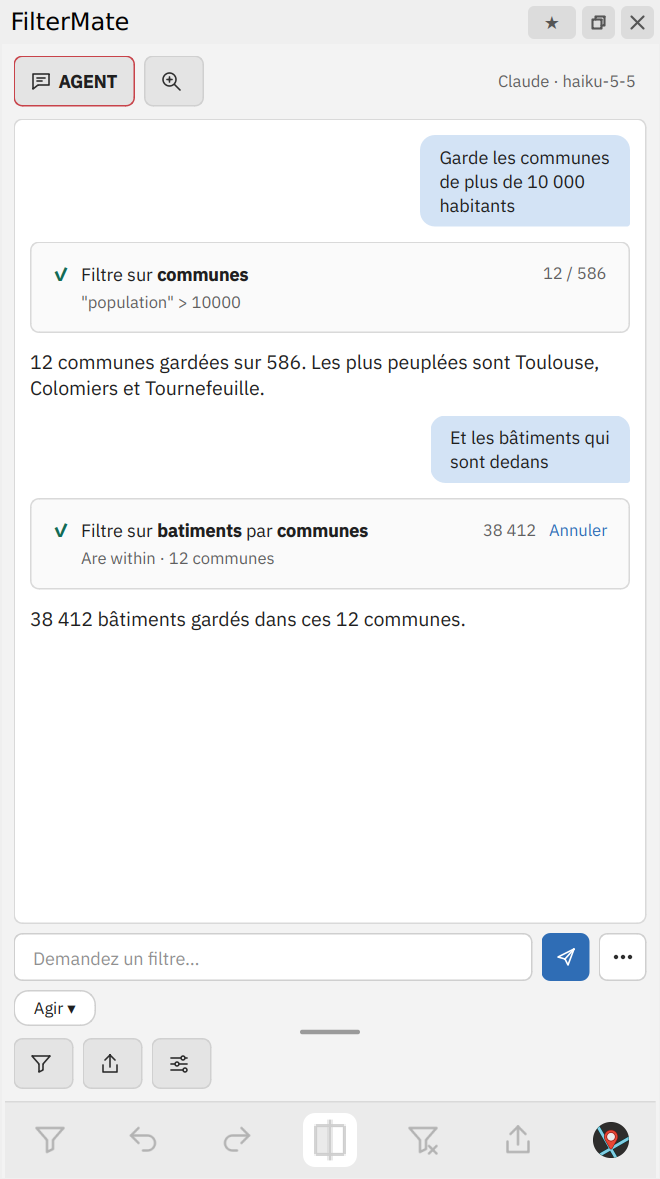 FilterMate
AGENT
Claude · haiku-5-5
Garde les communes
de plus de 10 000
habitants
Filtre sur communes
12 / 586
"population" > 10000
12 communes gardées sur 586. Les plus peuplées sont Toulouse,
Colomiers et Tournefeuille.
Et les bâtiments qui
sont dedans
Filtre sur batiments par communes
38 412 Annuler
Are within · 12 communes
38 412 bâtiments gardés dans ces 12 communes.
Demandez un filtre...
Agir ▾